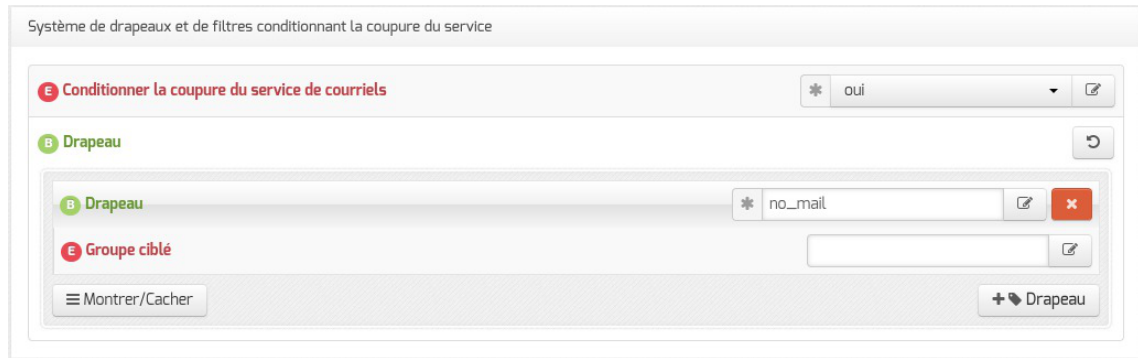 Système de drapeaux et de filtres conditionnant la coupure du service
E Conditionner la coupure du service de courriels
oui
B Drapeau
B Drapeau
no_mail
E Groupe ciblé
Montrer/Cacher
Drapeau